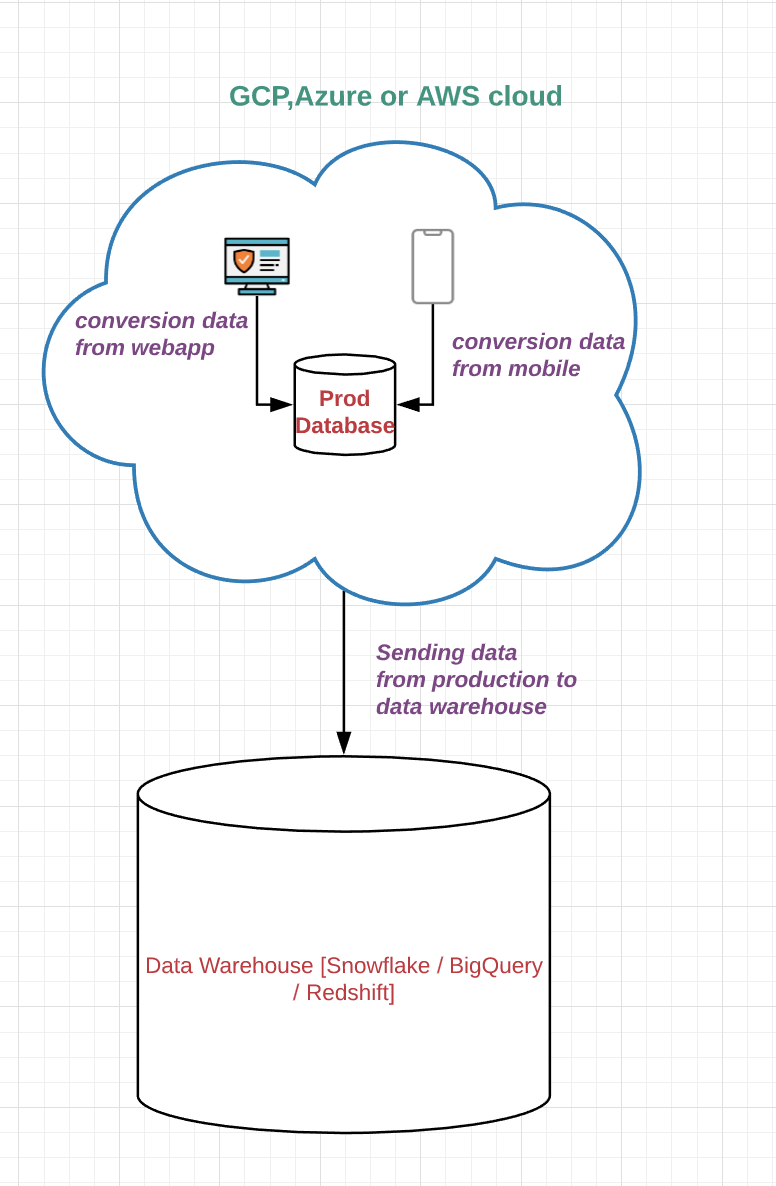 GCP,Azure or AWS cloud
conversion data
from webapp
conversion data
from mobile
Prod
Database
Sending data
from production to
data warehouse
Data Warehouse [Snowflake / BigQuery
/ Redshift]